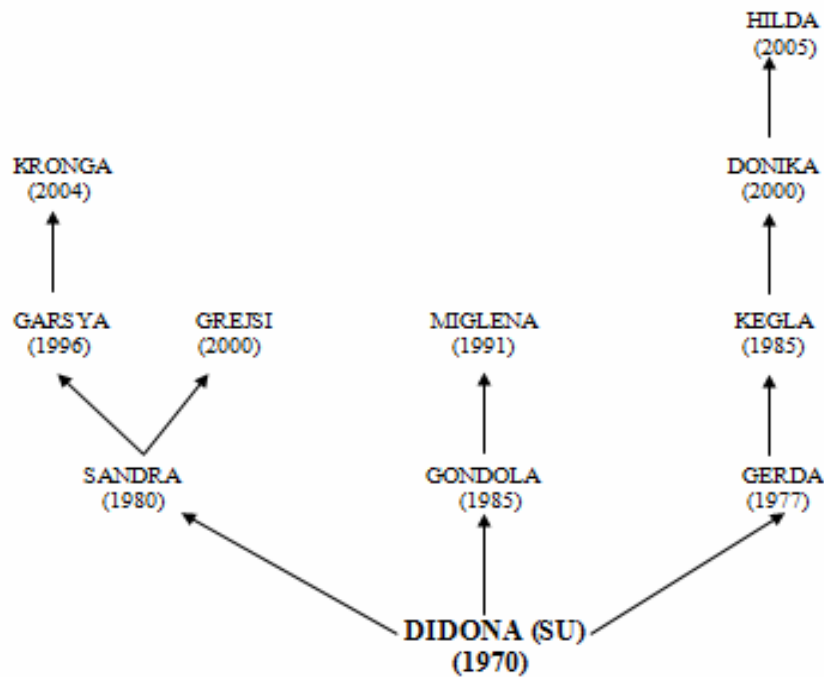 HILDA
(2005)
KRONGA
(2004)
DONIKA
(2000)
GARSYA
(1996)
GREJSI
(2000)
MIGLENA
(1991)
KEGLA
(1985)
SANDRA
(1980)
GONDOLA
(1985)
GERDA
(1977)
DIDONA (SU)
(1970)